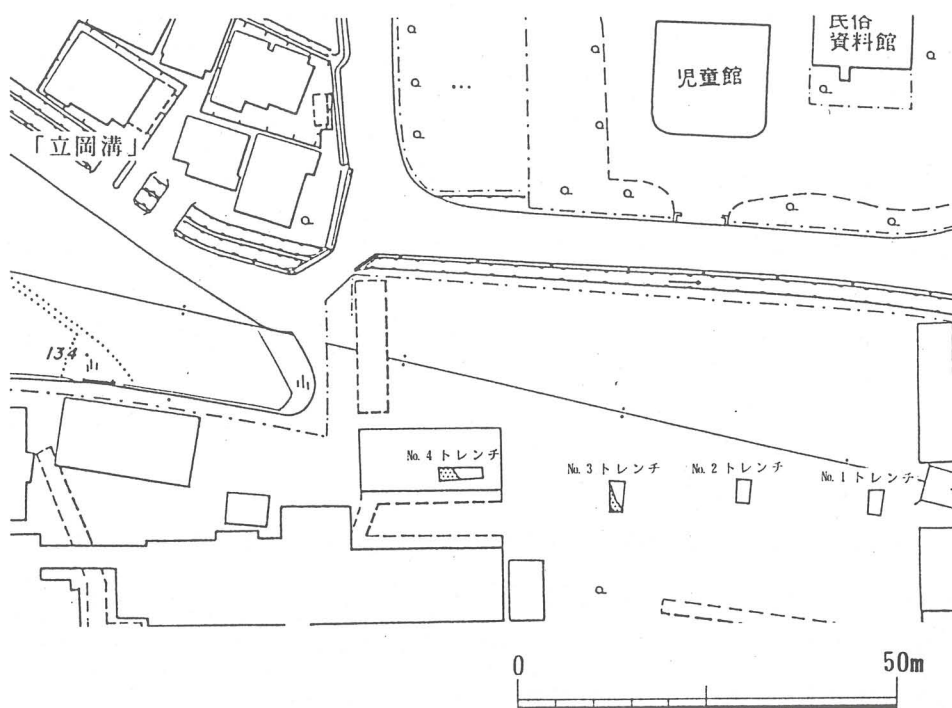 民俗
資料館
児童館
「立岡溝」
134
No. 4 トレンチ
No. 3 トレンチ
No. 2 トレンチ
No. 1 トレンチ
0
50m